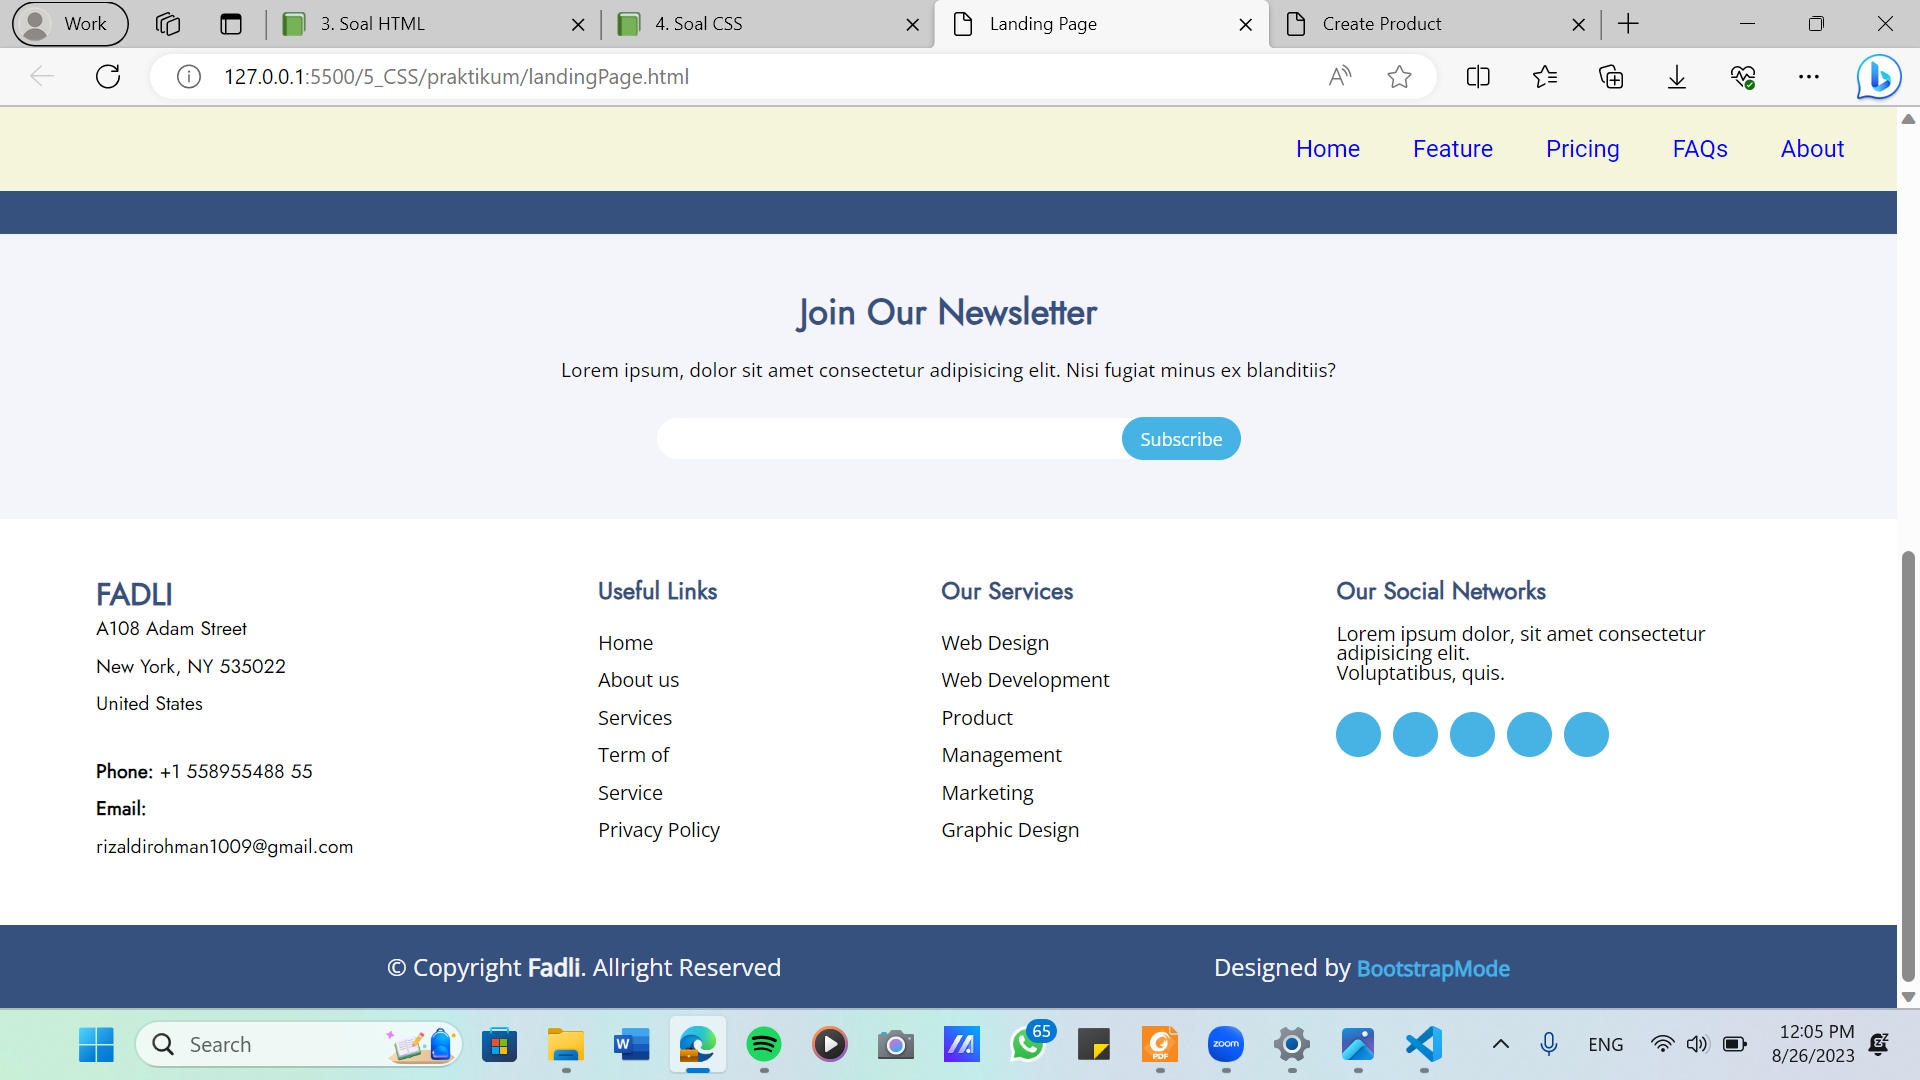 Work
3. Soal HTML
4. Soal CSS
Landing Page
Create Product
127.0.0.1:5500/5_CSS/praktikum/landingPage.html
Home Feature Pricing FAQs About
Join Our Newsletter
Lorem ipsum, dolor sit amet consectetur adipisicing elit. Nisi fugiat minus ex blanditiis?
Subscribe
FADLI
A108 Adam Street
New York, NY 535022
United States
Phone: +1 558955488 55
Email:
rizaldirohman1009@gmail.com
Useful Links
Home
About us
Services
Term of
Service
Privacy Policy
Our Services
Web Design
Web Development
Product
Management
Marketing
Graphic Design
Our Social Networks
Lorem ipsum dolor, sit amet consectetur
adipisicing elit.
Voluptatibus, quis.
© Copyright Fadli. Allright Reserved
Designed by BootstrapMode
Search
W
65
PDF
zoom
ENG
12:05 PM
8/26/2023